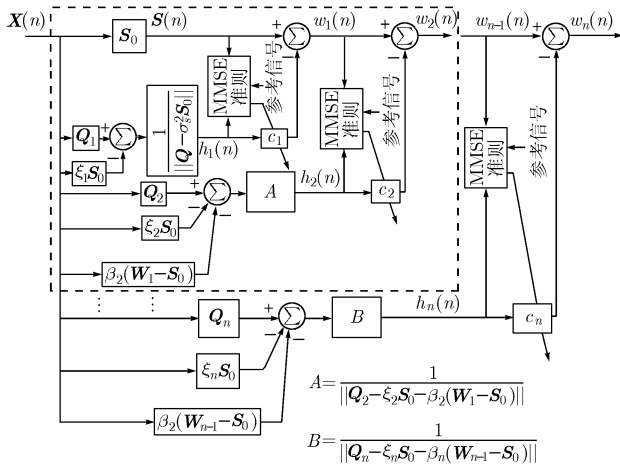 X(n)
S₀
S(n)
+
Σ
−
w₁(n)
+
Σ
−
w₂(n)
w_{n−1}(n)
+
Σ
−
w_n(n)
MMSE
准则
参考信号
MMSE
准则
参考信号
MMSE
准则
参考信号
Q₁
+
Σ
−
1
||Q−σ_s²S₀||
h₁(n)
c₁
ξ₁S₀
Q₂
+
−
Σ
−
A
h₂(n)
c₂
ξ₂S₀
β₂(W₁−S₀)
⋮ ⋮
Q_n
+
−
Σ
−
B
h_n(n)
c_n
ξ_nS₀
β₂(W_{n−1}−S₀)
A=1/||Q₂−ξ₂S₀−β₂(W₁−S₀)||
B=1/||Q_n−ξ_nS₀−β_n(W_{n−1}−S₀)||